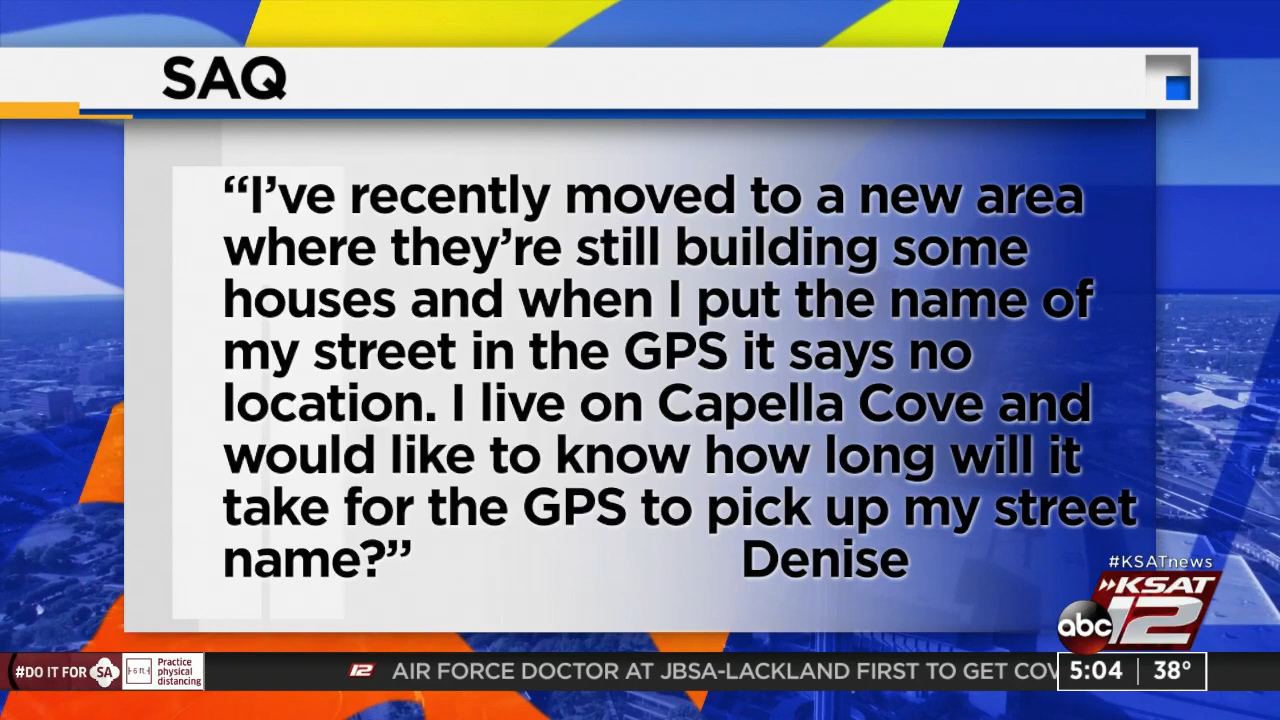 SAQ
“I’ve recently moved to a new area
where they’re still building some
houses and when I put the name of
my street in the GPS it says no
location. I live on Capella Cove and
would like to know how long will it
take for the GPS to pick up my street
name?” Denise
#KSATnews
KSAT
abc 12
#DO IT FOR SA
6 ft.
Practice
physical
distancing
12 AIR FORCE DOCTOR AT JBSA-LACKLAND FIRST TO GET COV
5:04 38°